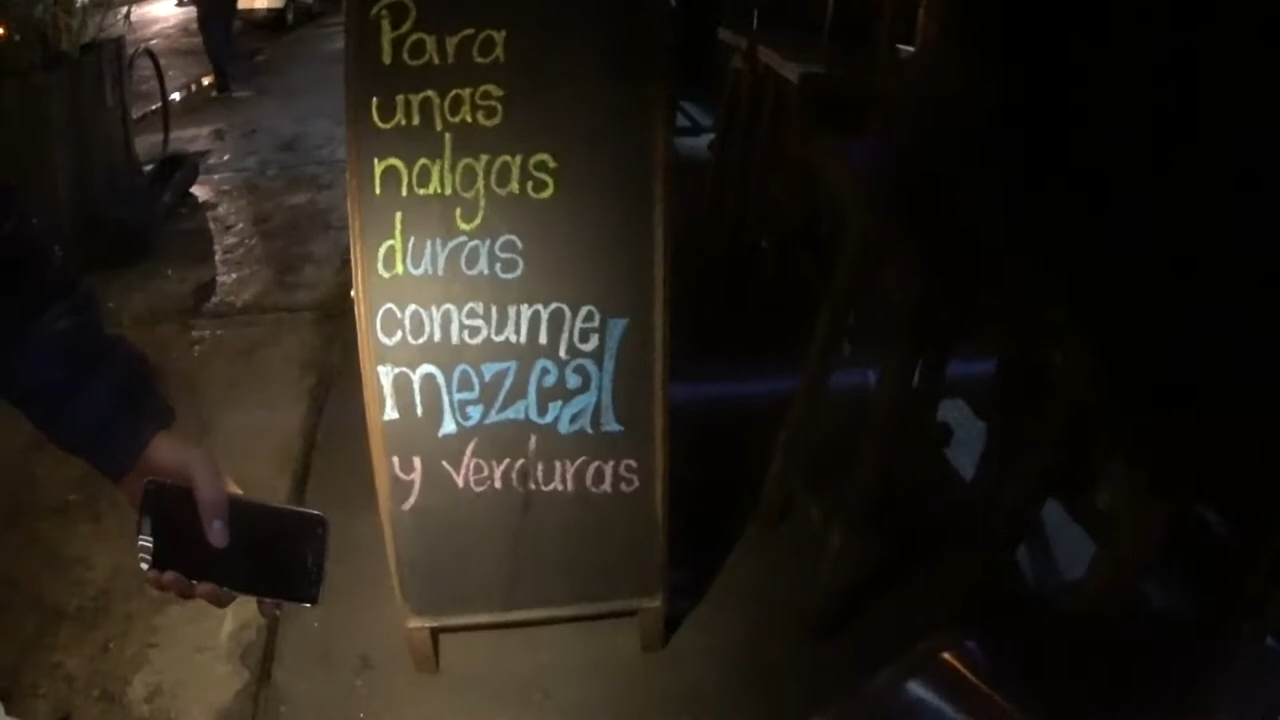 Para
unas
nalgas
duras
consume
mezcal
y verduras